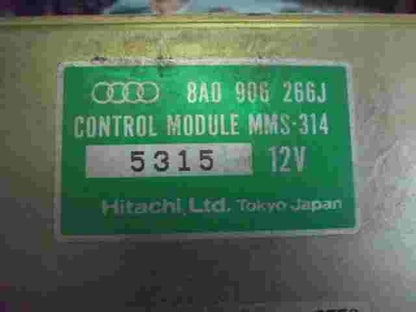 8A0 906 266J
CONTROL MODULE MMS-314
5315 12V
Hitachi Ltd. Tokyo Japan